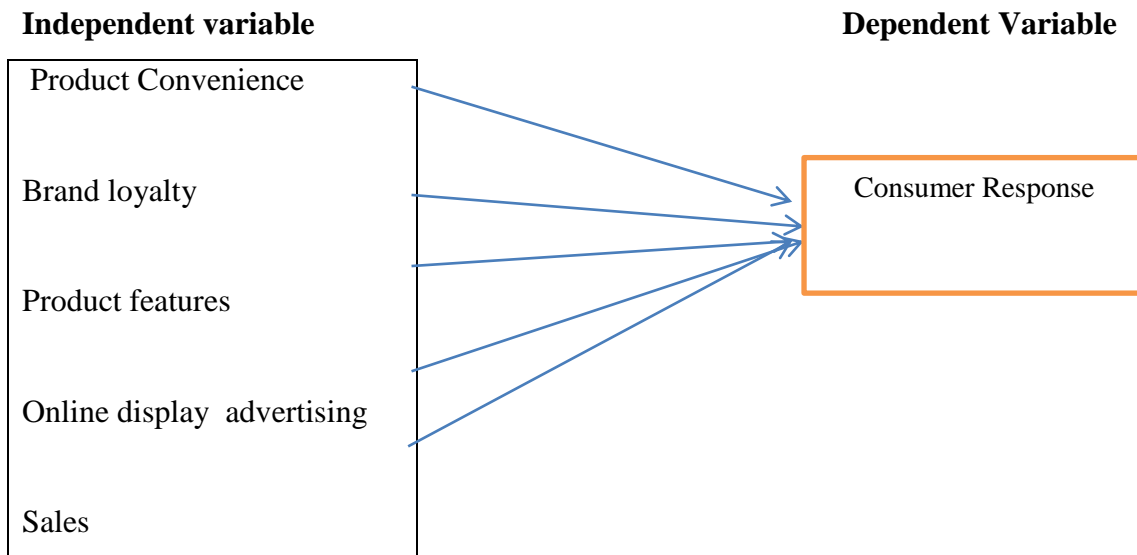 Independent variable
Dependent Variable
Product Convenience
Brand loyalty
Consumer Response
Product features
Online display advertising
Sales